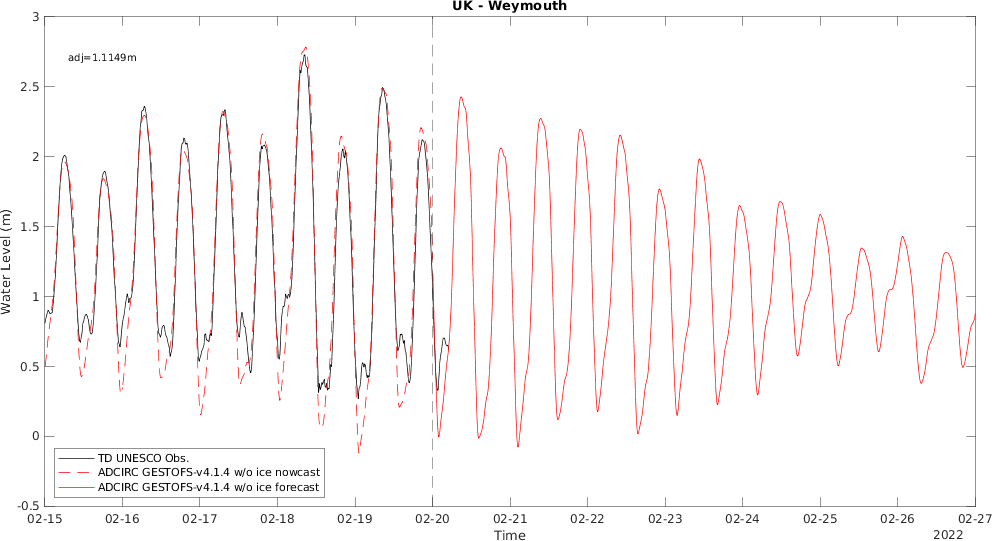 UK - Weymouth
adj=1.1149m
3
2.5
2
1.5
1
0.5
0
-0.5
Water Level (m)
TD UNESCO Obs.
ADCIRC GESTOFS-v4.1.4 w/o ice nowcast
ADCIRC GESTOFS-v4.1.4 w/o ice forecast
02-15 02-16 02-17 02-18 02-19 02-20 02-21 02-22 02-23 02-24 02-25 02-26 02-27
Time
2022